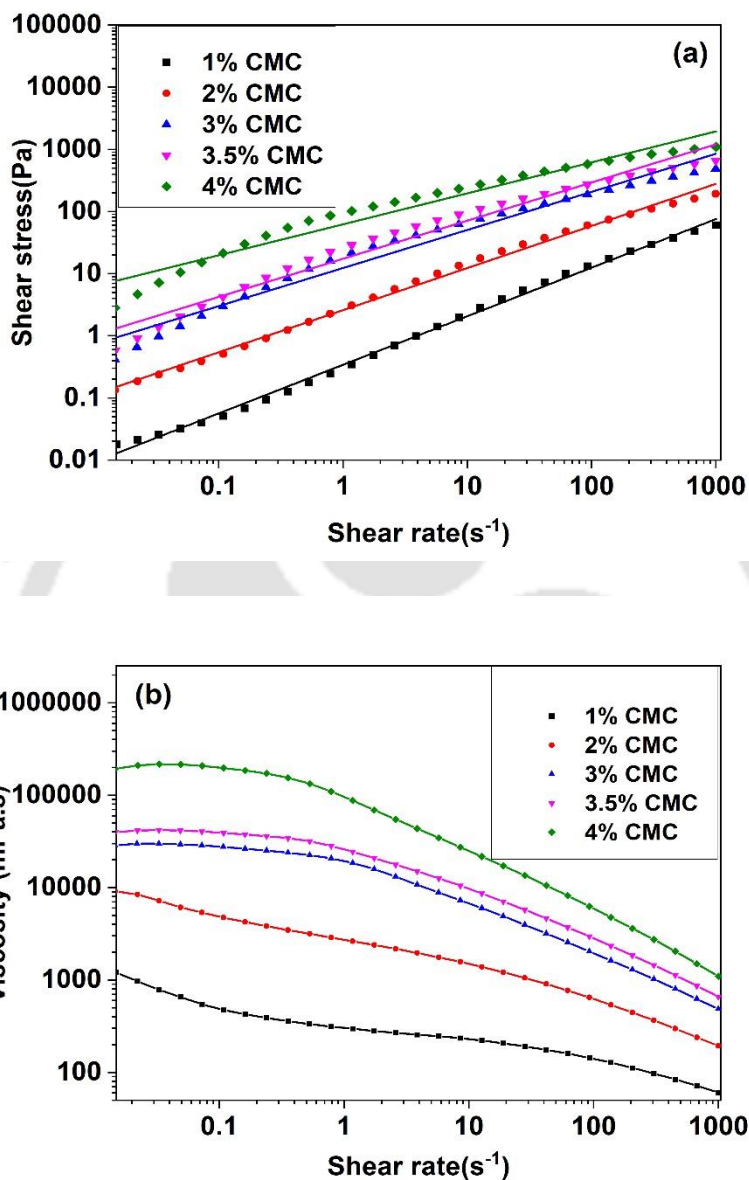 (a)
1% CMC
2% CMC
3% CMC
3.5% CMC
4% CMC
100000
10000
1000
100
10
1
0.1
0.01
Shear stress(Pa)
0.1 1 10 100 1000
Shear rate(s⁻¹)
(b)
1% CMC
2% CMC
3% CMC
3.5% CMC
4% CMC
1000000
100000
10000
1000
100
0.1 1 10 100 1000
Shear rate(s⁻¹)